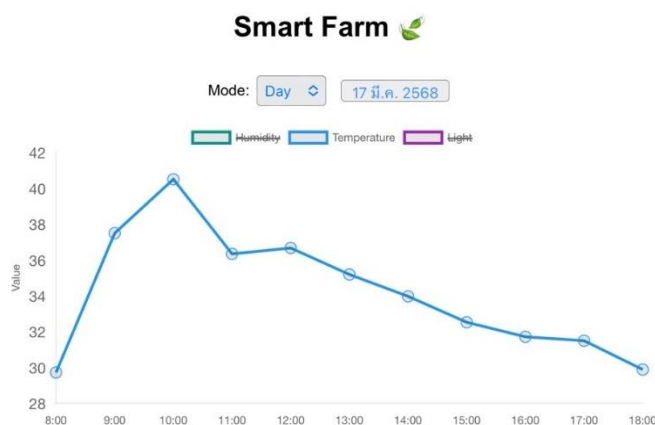 Smart Farm
Mode: Day 17 มี.ค. 2568
Humidity Temperature Light
Value
42
40
38
36
34
32
30
28
8:00 9:00 10:00 11:00 12:00 13:00 14:00 15:00 16:00 17:00 18:00